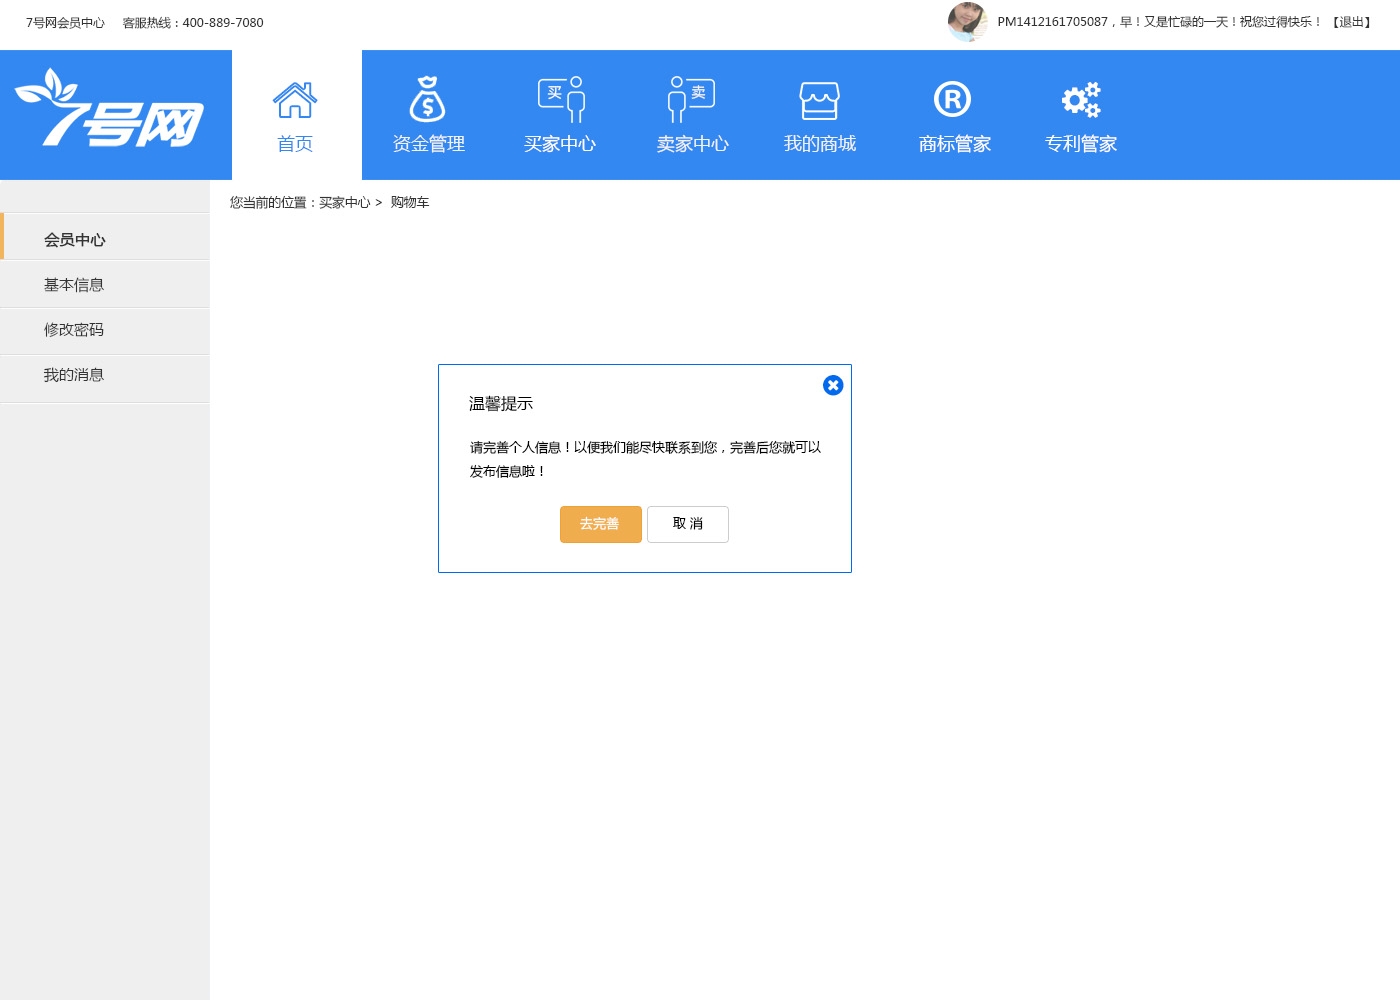 7号网会员中心 客服热线：400-889-7080
PM1412161705087，早！又是忙碌的一天！祝您过得快乐！ 【退出】
7号网
买
卖
R
首页
资金管理
买家中心
卖家中心
我的商城
商标管家
专利管家
您当前的位置：买家中心 > 购物车
会员中心
基本信息
修改密码
我的消息
温馨提示
请完善个人信息！以便我们能尽快联系到您，完善后您就可以
发布信息啦！
去完善
取 消